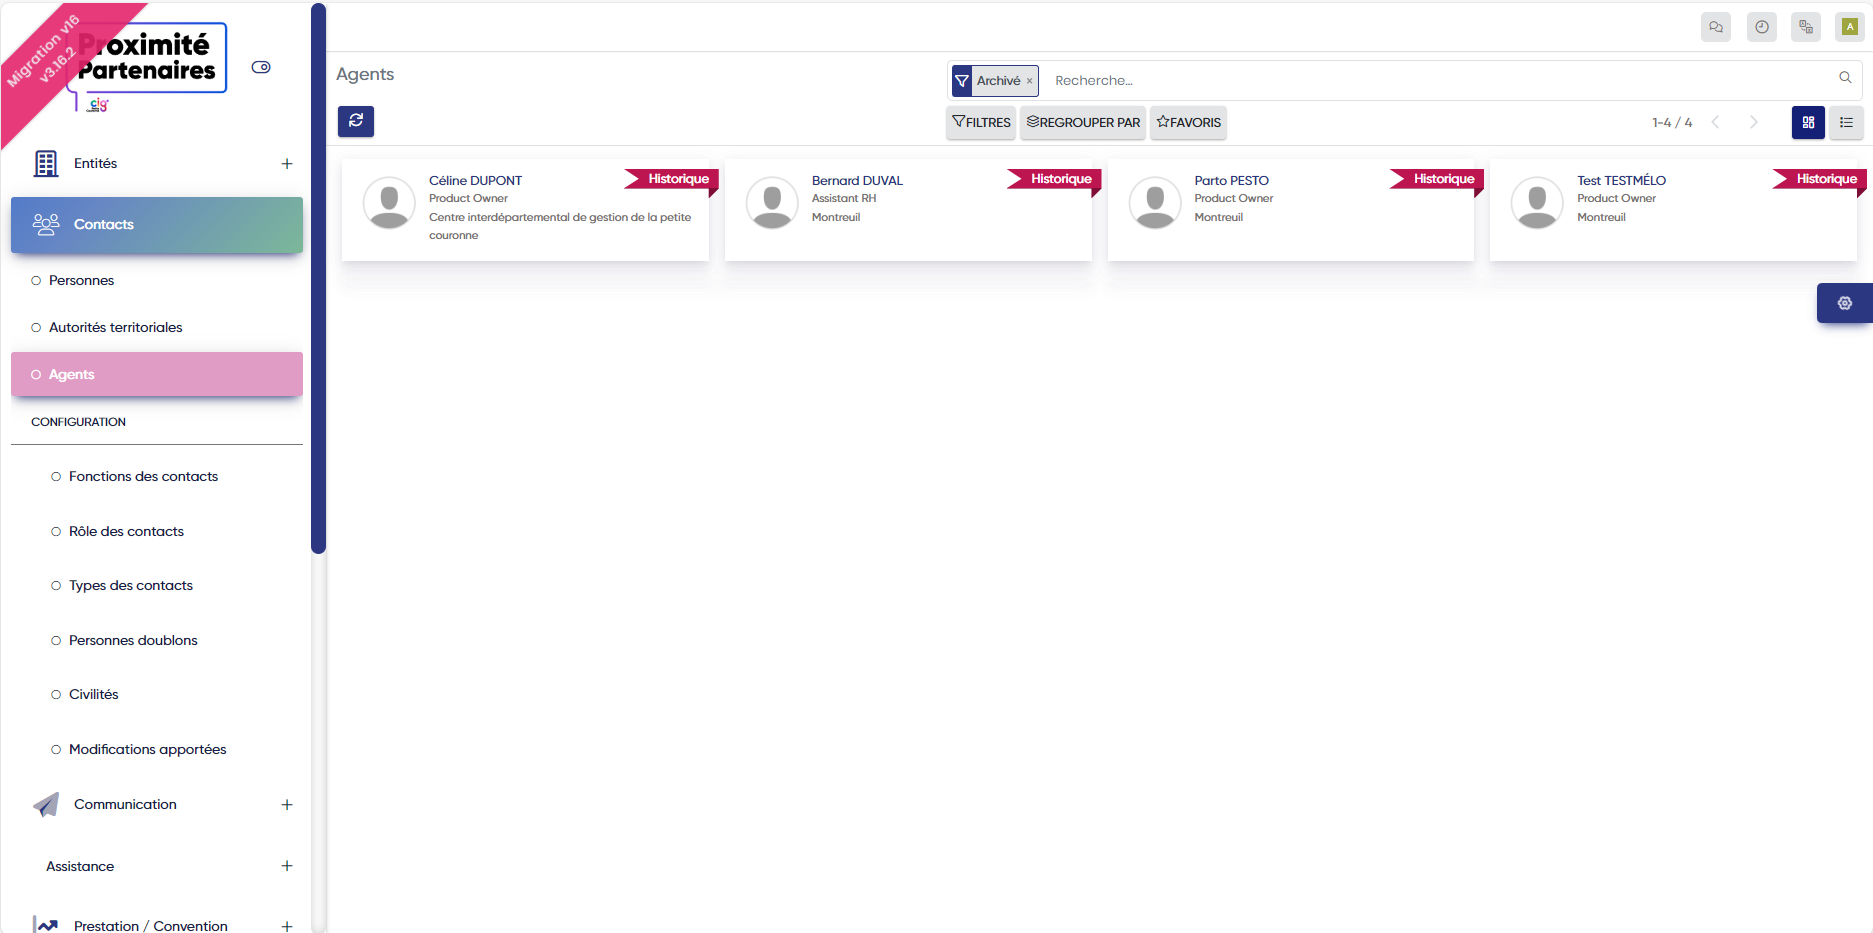 Migration v16
v3.16.2
Proximité
Partenaires
cig
Agents
Archivé ×
Recherche...
FILTRES
REGROUPER PAR
FAVORIS
1-4 / 4
A
Entités
Contacts
Personnes
Autorités territoriales
Agents
CONFIGURATION
Fonctions des contacts
Rôle des contacts
Types des contacts
Personnes doublons
Civilités
Modifications apportées
Communication
Assistance
Prestation / Convention
Céline DUPONT
Historique
Product Owner
Centre interdépartemental de gestion de la petite
couronne
Bernard DUVAL
Historique
Assistant RH
Montreuil
Parto PESTO
Historique
Product Owner
Montreuil
Test TESTMÉLO
Historique
Product Owner
Montreuil